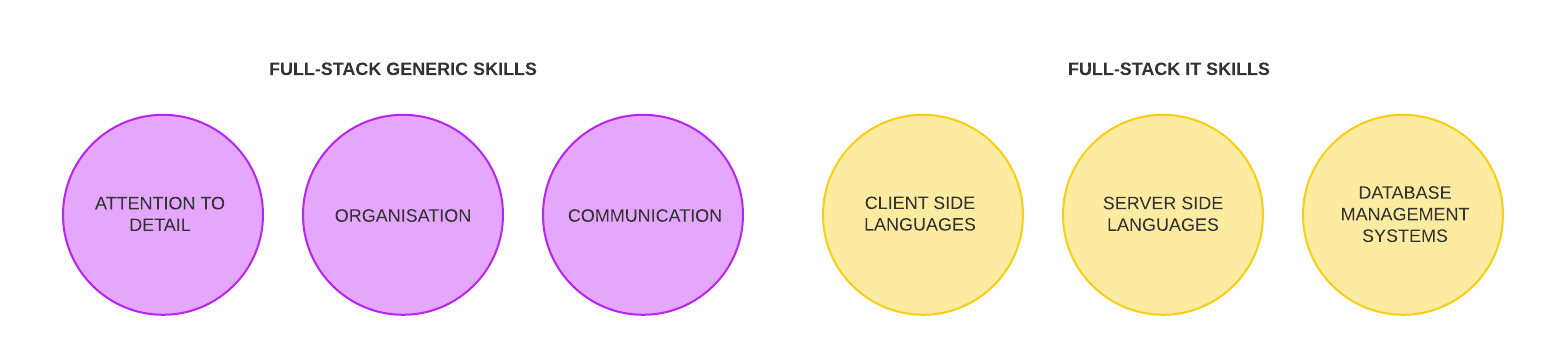 FULL-STACK GENERIC SKILLS
ATTENTION TO
DETAIL
ORGANISATION
COMMUNICATION
FULL-STACK IT SKILLS
CLIENT SIDE
LANGUAGES
SERVER SIDE
LANGUAGES
DATABASE
MANAGEMENT
SYSTEMS